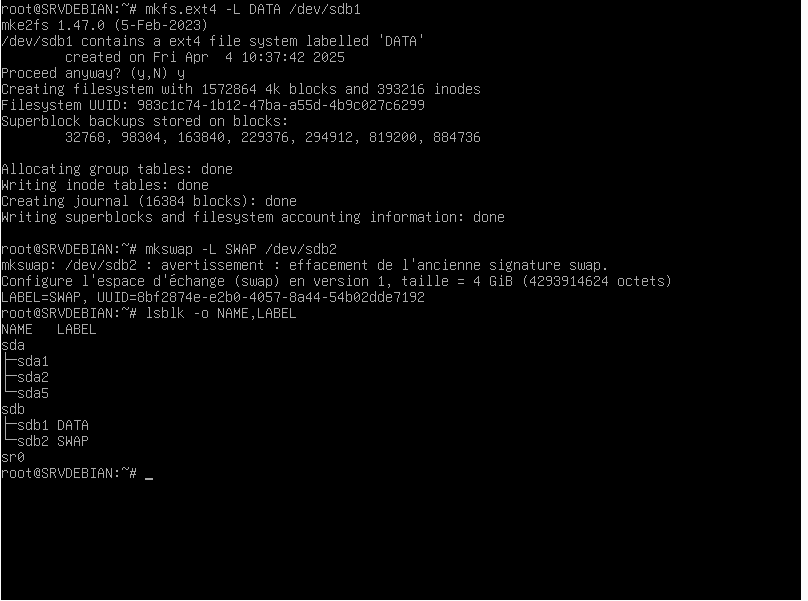 root@SRVDEBIAN:~# mkfs.ext4 -L DATA /dev/sdb1
mke2fs 1.47.0 (5-Feb-2023)
/dev/sdb1 contains a ext4 file system labelled 'DATA'
        created on Fri Apr  4 10:37:42 2025
Proceed anyway? (y,N) y
Creating filesystem with 1572864 4k blocks and 393216 inodes
Filesystem UUID: 983c1c74-1b12-47ba-a55d-4b9c027c6299
Superblock backups stored on blocks:
        32768, 98304, 163840, 229376, 294912, 819200, 884736

Allocating group tables: done
Writing inode tables: done
Creating journal (16384 blocks): done
Writing superblocks and filesystem accounting information: done

root@SRVDEBIAN:~# mkswap -L SWAP /dev/sdb2
mkswap: /dev/sdb2 : avertissement : effacement de l'ancienne signature swap.
Configure l'espace d'échange (swap) en version 1, taille = 4 GiB (4293914624 octets)
LABEL=SWAP, UUID=8bf2874e-e2b0-4057-8a44-54b02dde7192
root@SRVDEBIAN:~# lsblk -o NAME,LABEL
NAME   LABEL
sda
├─sda1
├─sda2
└─sda5
sdb
├─sdb1 DATA
└─sdb2 SWAP
sr0
root@SRVDEBIAN:~# _